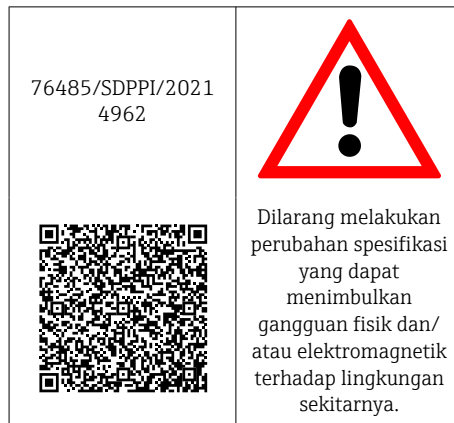 76485/SDPPI/2021
4962
Dilarang melakukan
perubahan spesifikasi
yang dapat
menimbulkan
gangguan fisik dan/
atau elektromagnetik
terhadap lingkungan
sekitarnya.